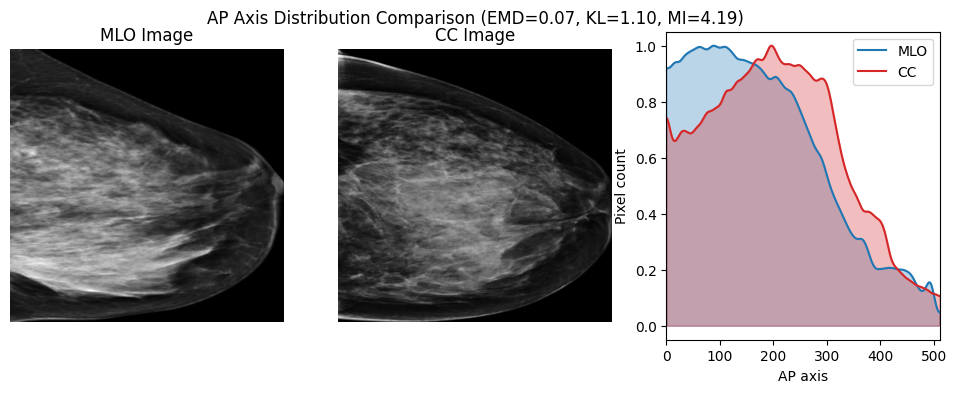 AP Axis Distribution Comparison (EMD=0.07, KL=1.10, MI=4.19)
MLO Image
CC Image
MLO
CC
1.0
0.8
0.6
0.4
0.2
0.0
Pixel count
0 100 200 300 400 500
AP axis